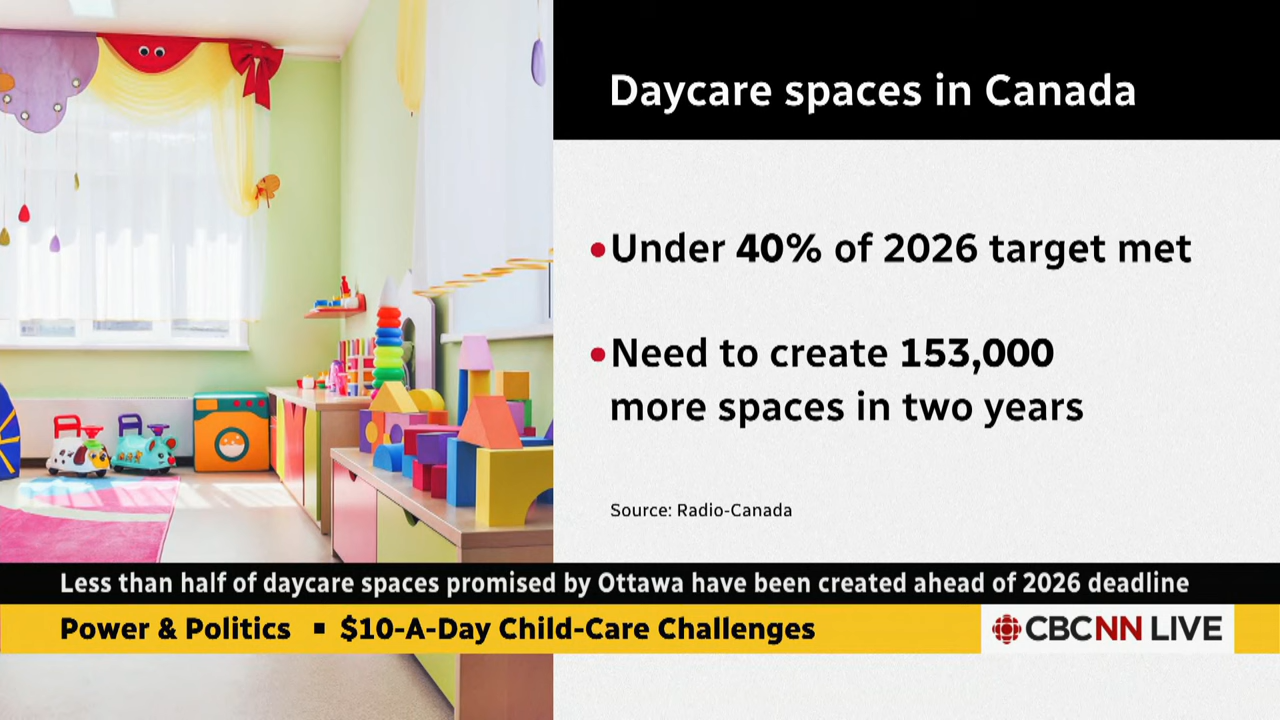 Daycare spaces in Canada
•Under 40% of 2026 target met
•Need to create 153,000
more spaces in two years
Source: Radio-Canada
Less than half of daycare spaces promised by Ottawa have been created ahead of 2026 deadline
Power & Politics ▪ $10-A-Day Child-Care Challenges
CBCNN LIVE